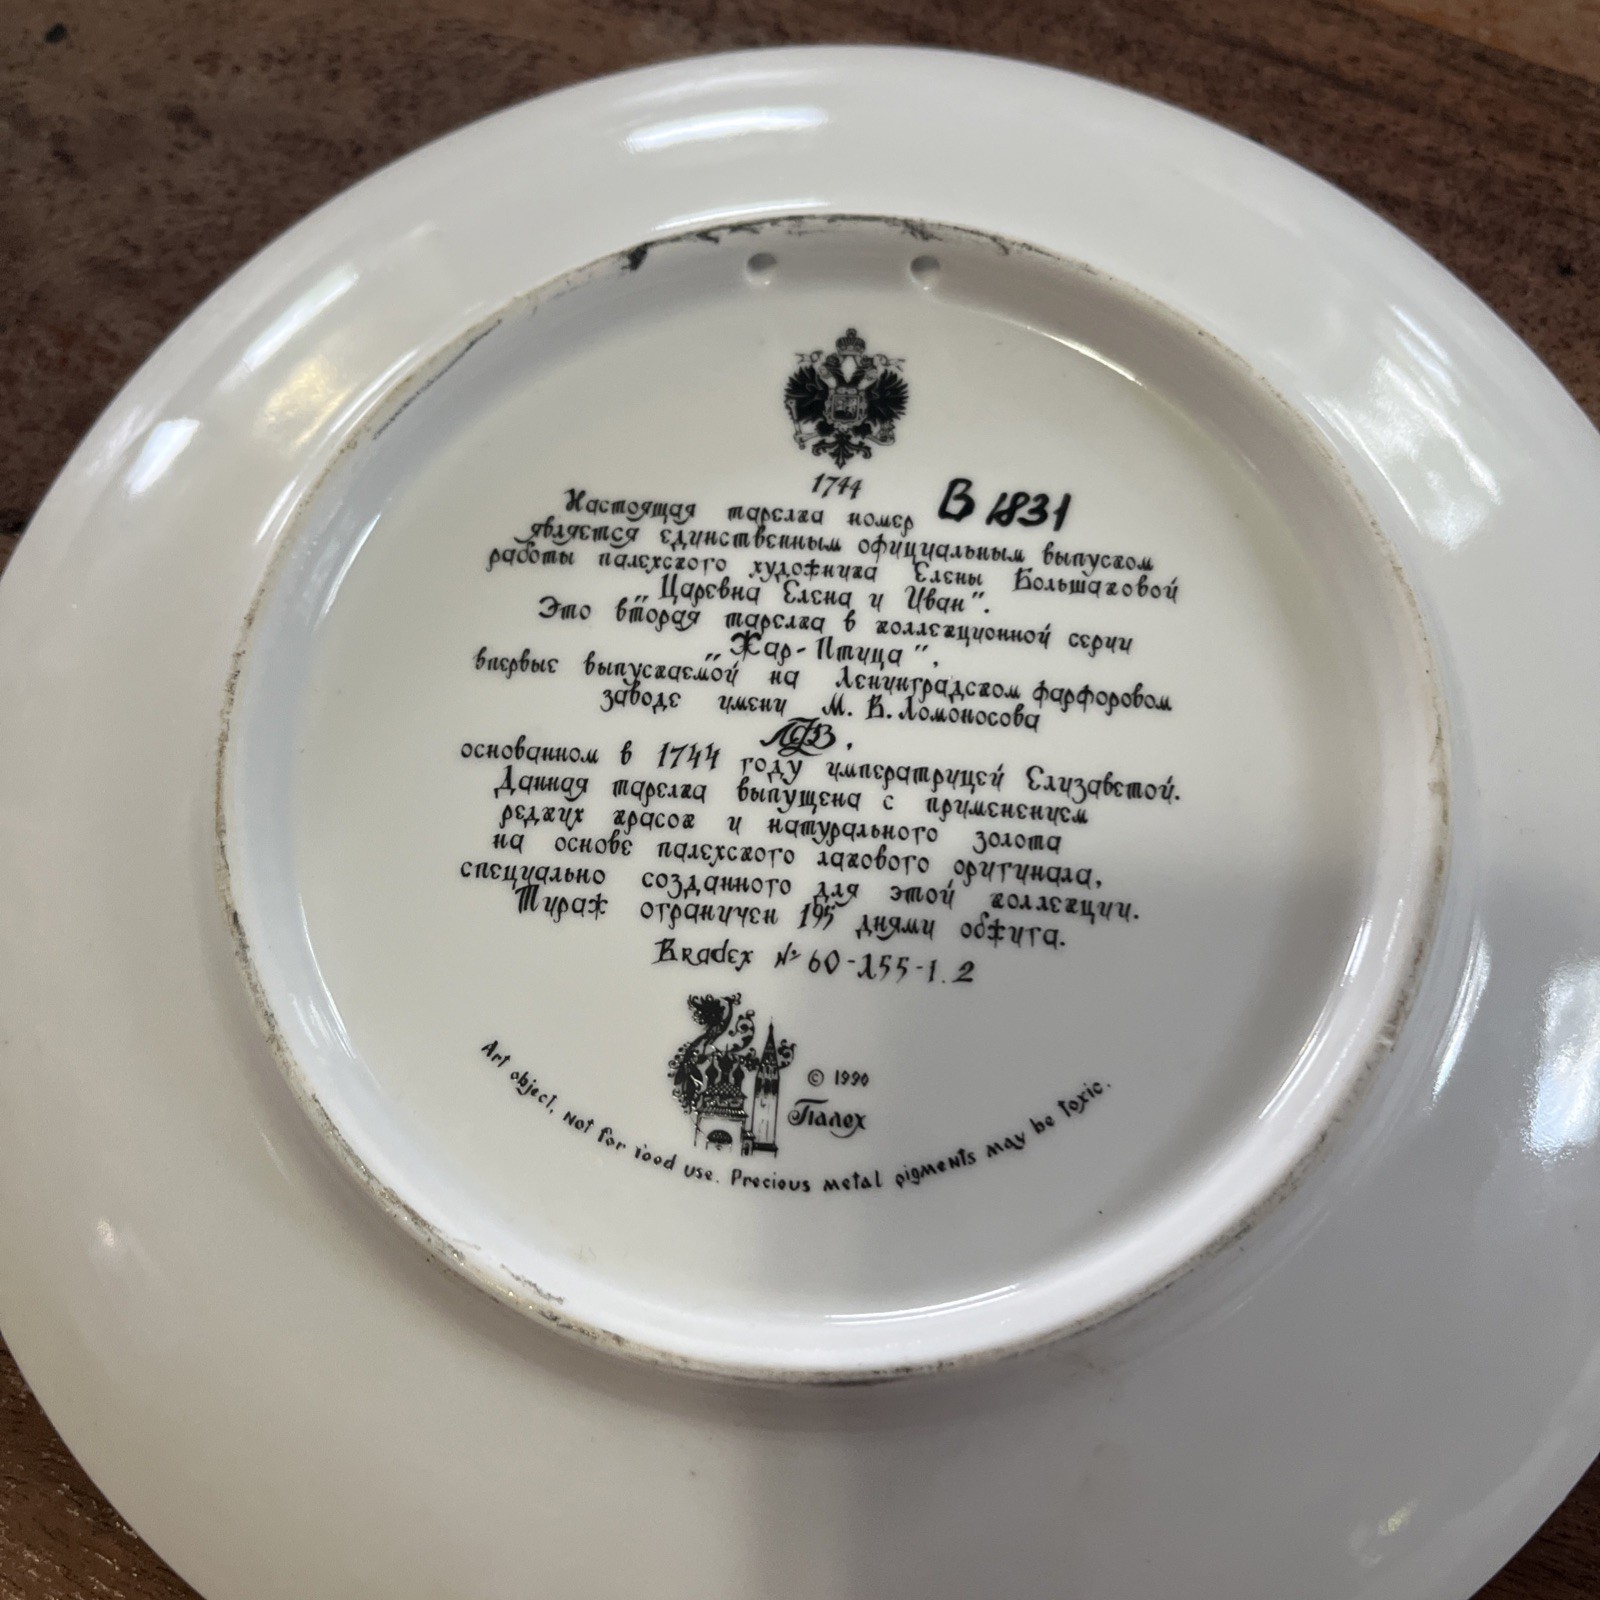 1744
Настоящая тарелка номер В 1831
является единственным официальным выпуском
работы палехского художника Елены Большаковой
„Царевна Елена и Иван".
Это вторая тарелка в коллекционной серии
„Жар-Птица",
впервые выпускаемой на Ленинградском фарфоровом
заводе имени М. В. Ломоносова
ЛФЗ,
основанном в 1744 году императрицей Елизаветой.
Данная тарелка выпущена с применением
редких красок и натурального золота
на основе палехского лакового оригинала,
специально созданного для этой коллекции.
Тираж ограничен 195 днями обжига.
Bradex № 60-155-1.2
© 1990
Палех
Art object, not for food use. Precious metal pigments may be toxic.